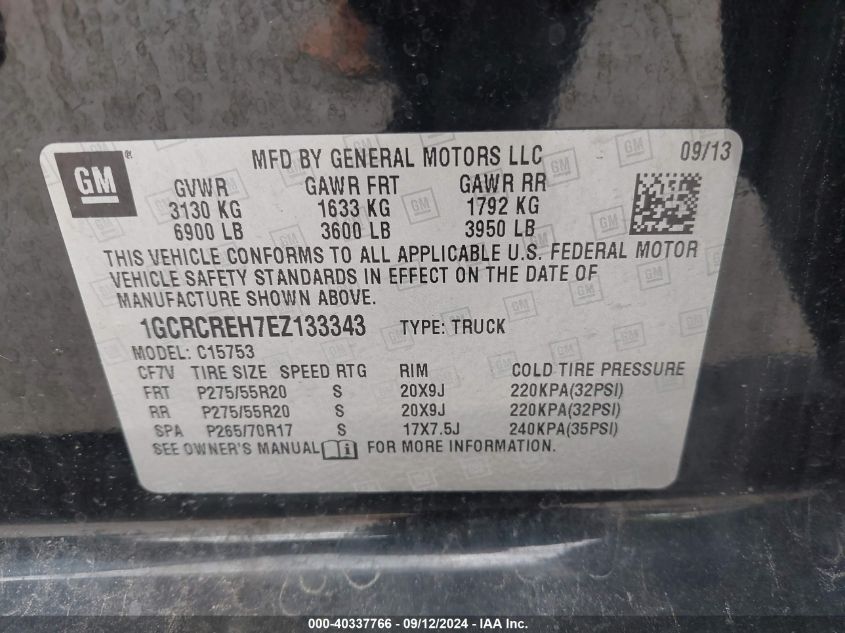 GM
MFD BY GENERAL MOTORS LLC 09/13
GVWR GAWR FRT GAWR RR
3130 KG 1633 KG 1792 KG
6900 LB 3600 LB 3950 LB
THIS VEHICLE CONFORMS TO ALL APPLICABLE U.S. FEDERAL MOTOR
VEHICLE SAFETY STANDARDS IN EFFECT ON THE DATE OF
MANUFACTURE SHOWN ABOVE.
1GCRCREH7EZ133343 TYPE: TRUCK
MODEL: C15753
CF7V TIRE SIZE SPEED RTG RIM COLD TIRE PRESSURE
FRT P275/55R20 S 20X9J 220KPA(32PSI)
RR P275/55R20 S 20X9J 220KPA(32PSI)
SPA P265/70R17 S 17X7.5J 240KPA(35PSI)
SEE OWNER'S MANUAL FOR MORE INFORMATION.
000-40337766 - 09/12/2024 - IAA Inc.